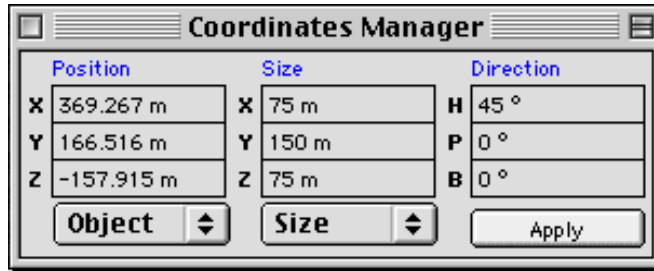 Coordinates Manager
Position Size Direction
X 369.267 m X 75 m H 45 °
Y 166.516 m Y 150 m P 0 °
Z -157.915 m Z 75 m B 0 °
Object Size Apply